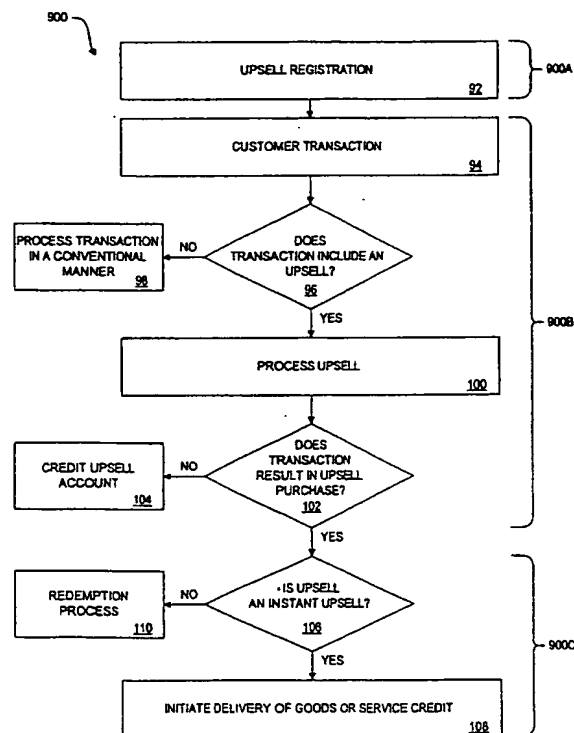 900
UPSELL REGISTRATION
92
900A
CUSTOMER TRANSACTION
94
DOES
TRANSACTION INCLUDE AN
UPSELL?
96
NO
PROCESS TRANSACTION
IN A CONVENTIONAL
MANNER
98
YES
900B
PROCESS UPSELL
100
DOES
TRANSACTION
RESULT IN UPSELL
PURCHASE?
102
NO
CREDIT UPSELL
ACCOUNT
104
YES
IS UPSELL
AN INSTANT UPSELL?
106
NO
REDEMPTION
PROCESS
110
900C
YES
INITIATE DELIVERY OF GOODS OR SERVICE CREDIT
108